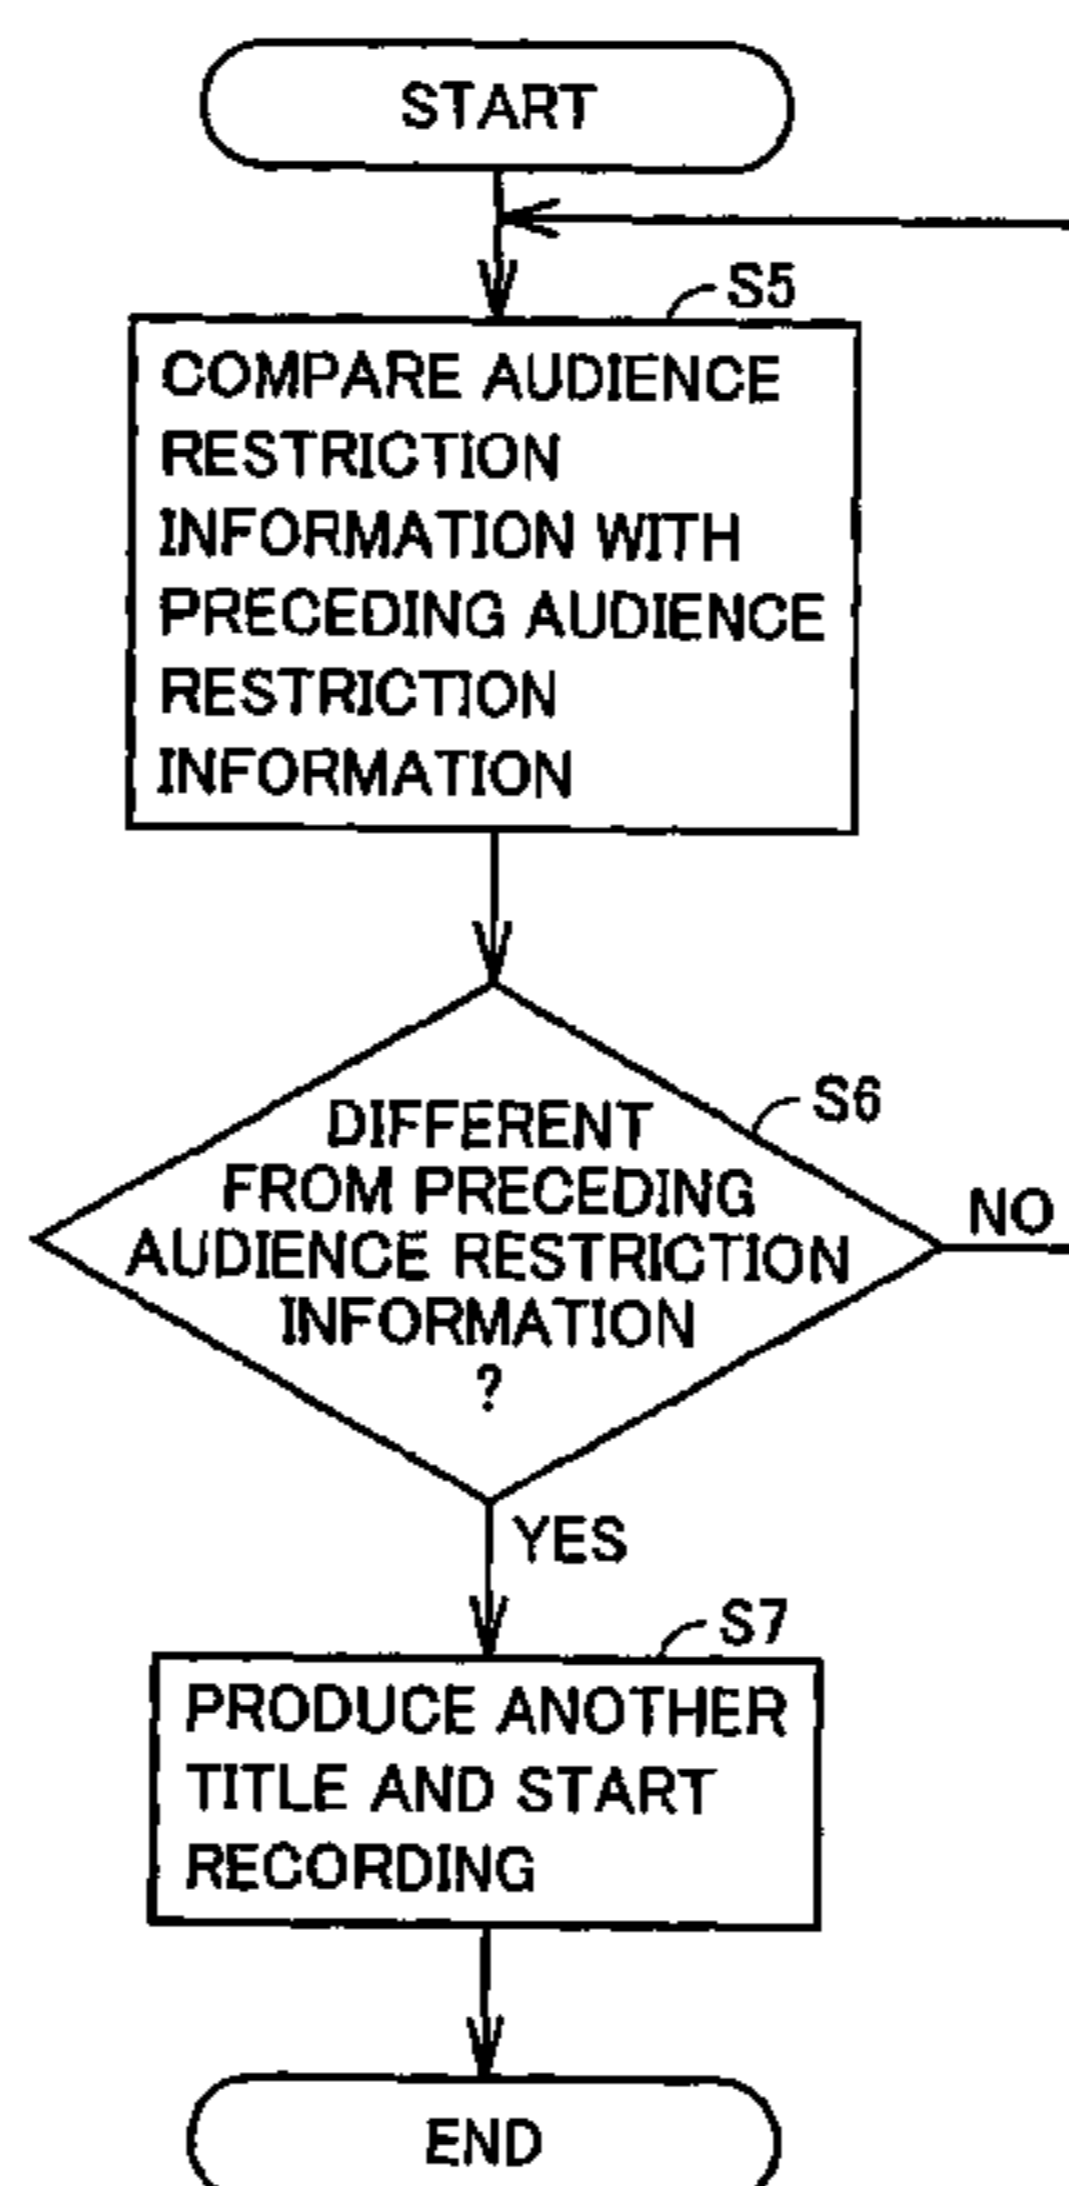 START
S5
COMPARE AUDIENCE
RESTRICTION
INFORMATION WITH
PRECEDING AUDIENCE
RESTRICTION
INFORMATION
S6
DIFFERENT
FROM PRECEDING
AUDIENCE RESTRICTION
INFORMATION
?
NO
YES
S7
PRODUCE ANOTHER
TITLE AND START
RECORDING
END